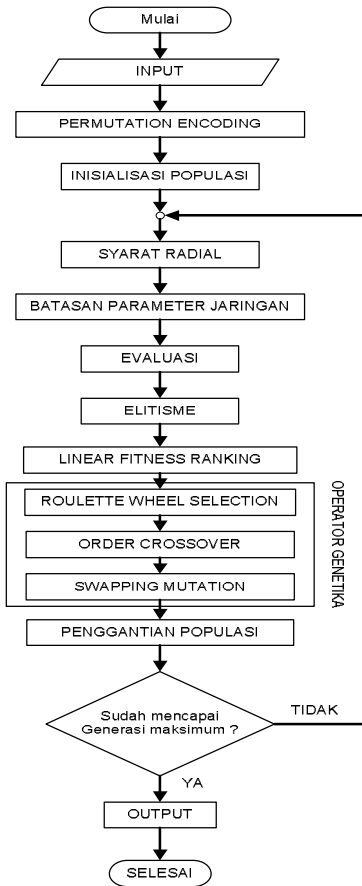 Mulai
INPUT
PERMUTATION ENCODING
INISIALISASI POPULASI
SYARAT RADIAL
BATASAN PARAMETER JARINGAN
EVALUASI
ELITISME
LINEAR FITNESS RANKING
ROULETTE WHEEL SELECTION
ORDER CROSSOVER
SWAPPING MUTATION
OPERATOR GENETIKA
PENGGANTIAN POPULASI
Sudah mencapai
Generasi maksimum ?
TIDAK
YA
OUTPUT
SELESAI